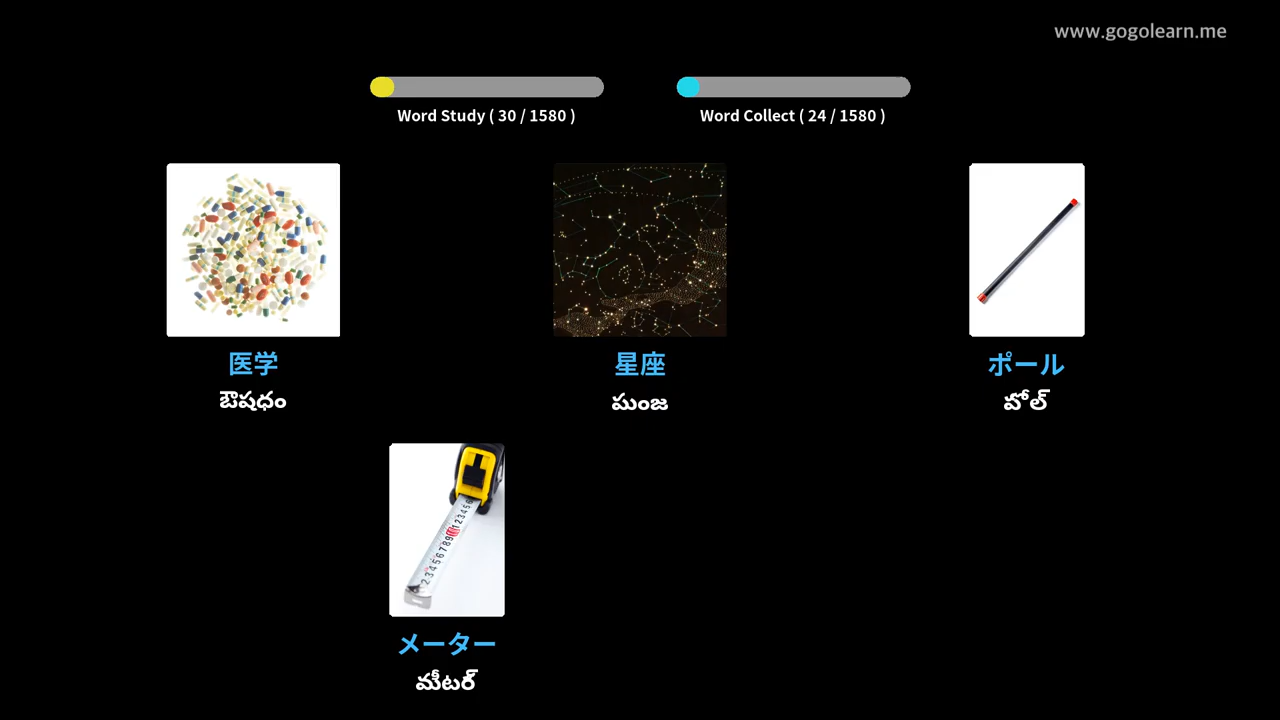 www.gogolearn.me
Word Study ( 30 / 1580 )
Word Collect ( 24 / 1580 )
医学
星座
ポール
ఔషధం
పుంజ
పోల్
メーター
మీటర్